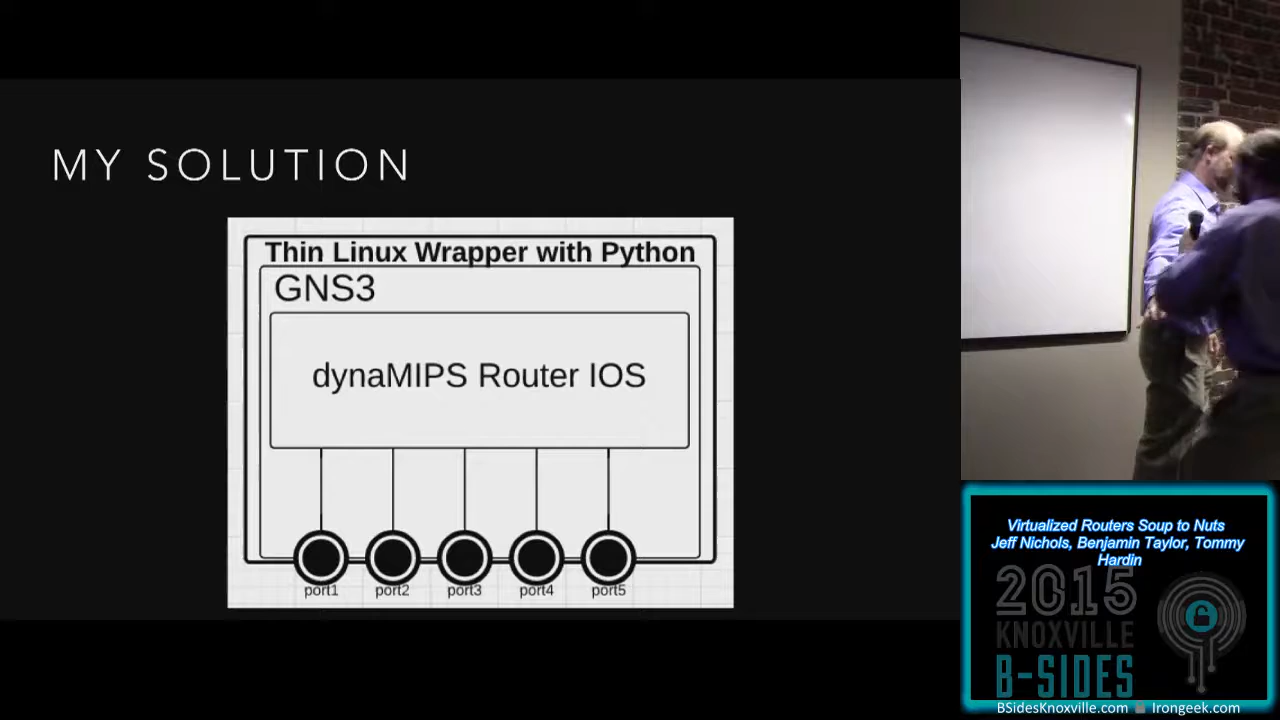 MY SOLUTION
Thin Linux Wrapper with Python
GNS3
dynaMIPS Router IOS
port1 port2 port3 port4 port5
Virtualized Routers Soup to Nuts
Jeff Nichols, Benjamin Taylor, Tommy
Hardin
2015
KNOXVILLE
B-SIDES
BSidesKnoxville.com Irongeek.com